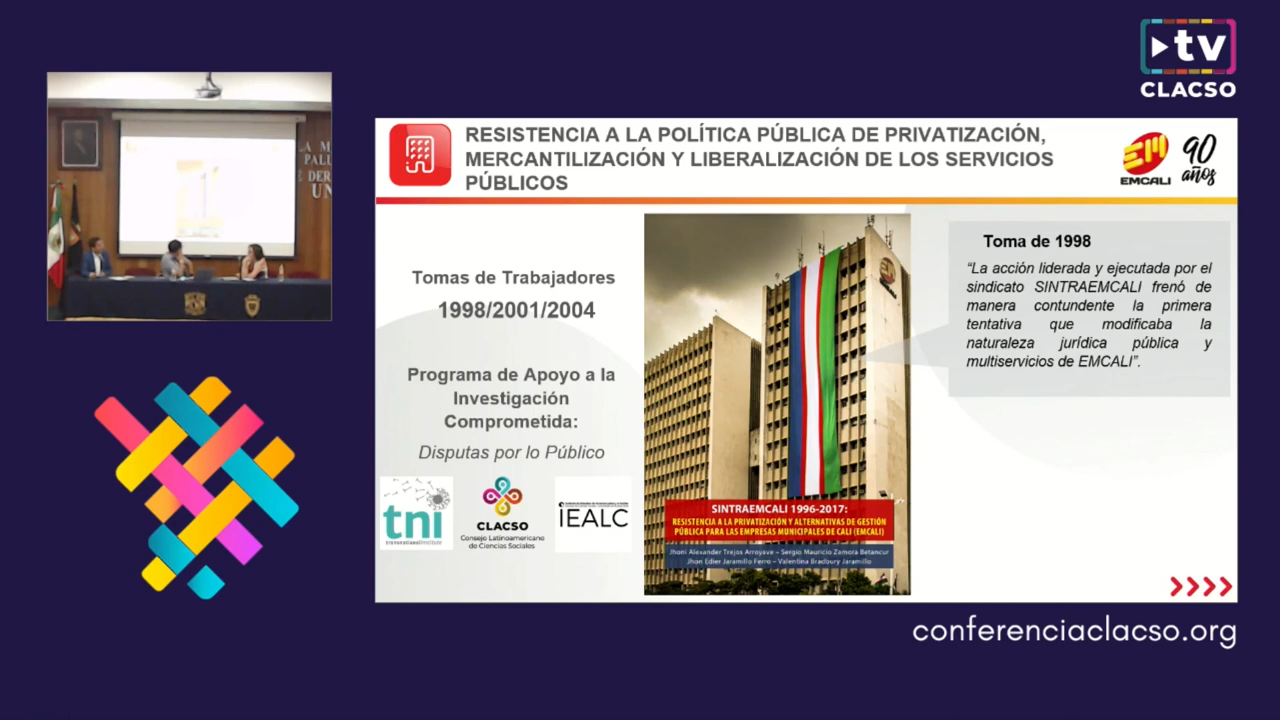 tv
CLACSO
LA M
PALU
E DER
UN
RESISTENCIA A LA POLÍTICA PÚBLICA DE PRIVATIZACIÓN,
MERCANTILIZACIÓN Y LIBERALIZACIÓN DE LOS SERVICIOS
PÚBLICOS
EMCALI
90
años
Tomas de Trabajadores
1998/2001/2004
Programa de Apoyo a la
Investigación
Comprometida:
Disputas por lo Público
tni
transnationalinstitute
CLACSO
Consejo Latinoamericano
de Ciencias Sociales
IEALC
SINTRAEMCALI 1996-2017:
RESISTENCIA A LA PRIVATIZACIÓN Y ALTERNATIVAS DE GESTIÓN
PÚBLICA PARA LAS EMPRESAS MUNICIPALES DE CALI (EMCALI)
Jhoni Alexander Trejos Arroyave – Sergio Mauricio Zamora Betancur
Jhon Edier Jaramillo Ferro – Valentina Bradbury Jaramillo
Toma de 1998
“La acción liderada y ejecutada por el
sindicato SINTRAEMCALI frenó de
manera contundente la primera
tentativa que modificaba la
naturaleza jurídica pública y
multiservicios de EMCALI”.
conferenciaclacso.org